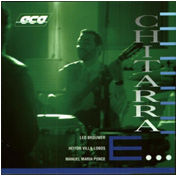 eco
CHITARRA
E...
LEO BROUWER
HEITOR VILLA-LOBOS
MANUEL MARIA PONCE